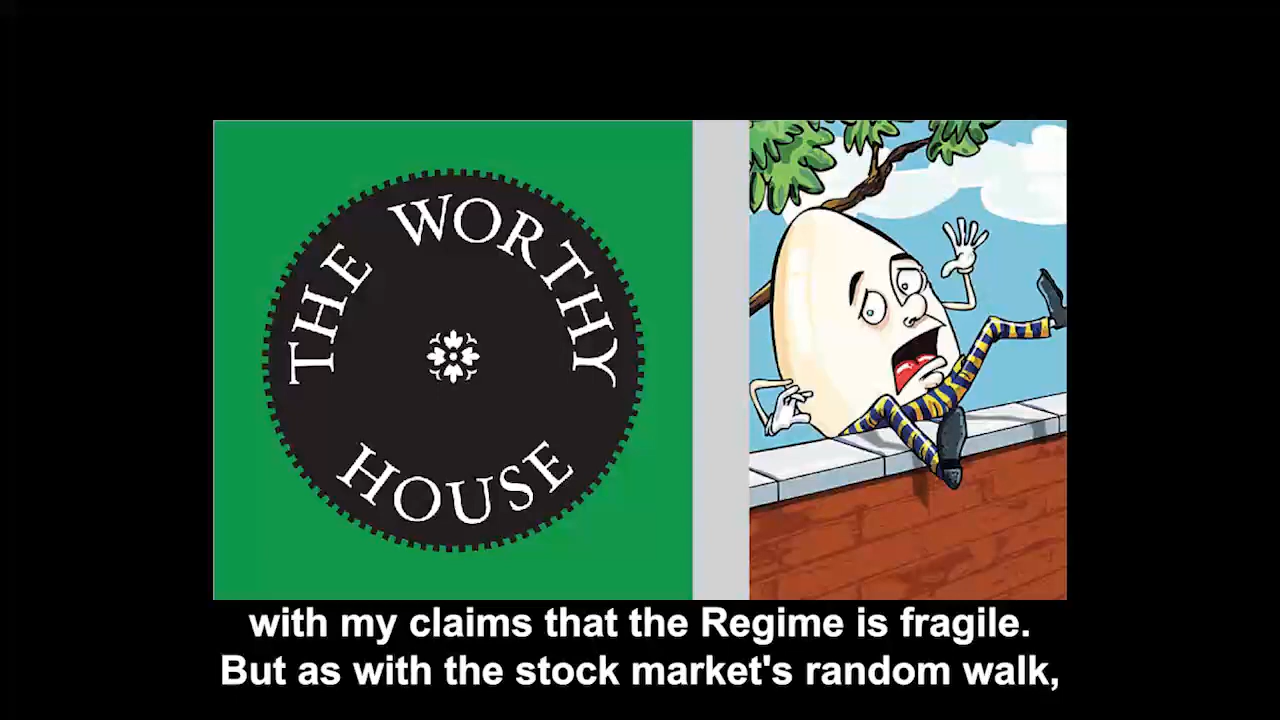 THE WORTHY
HOUSE
with my claims that the Regime is fragile.
But as with the stock market's random walk,